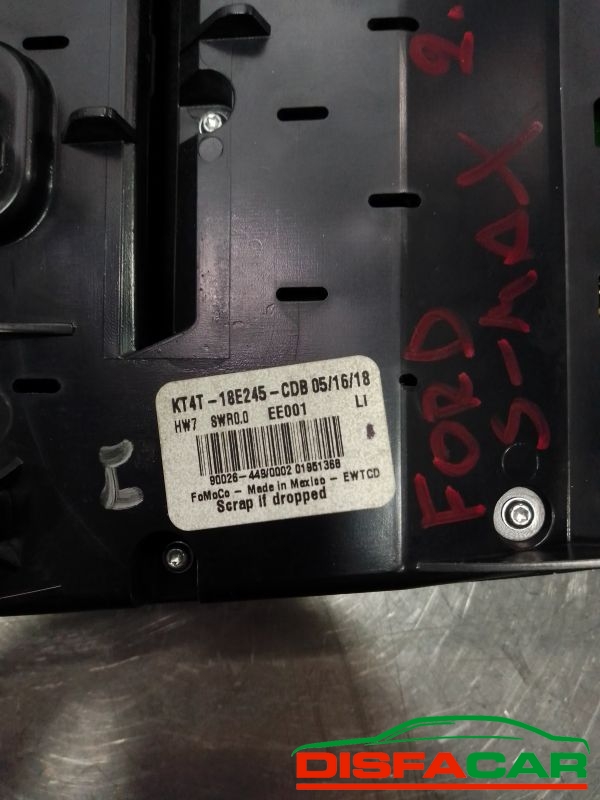 KT4T-18E245-CDB 05/16/18
HW7 SWR0.0 EE001 LI
90026-449/0002 01951368
FoMoCo - Made in Mexico - EWTCD
Scrap if dropped
FORD
S-MAX
2.
I
DISFACAR